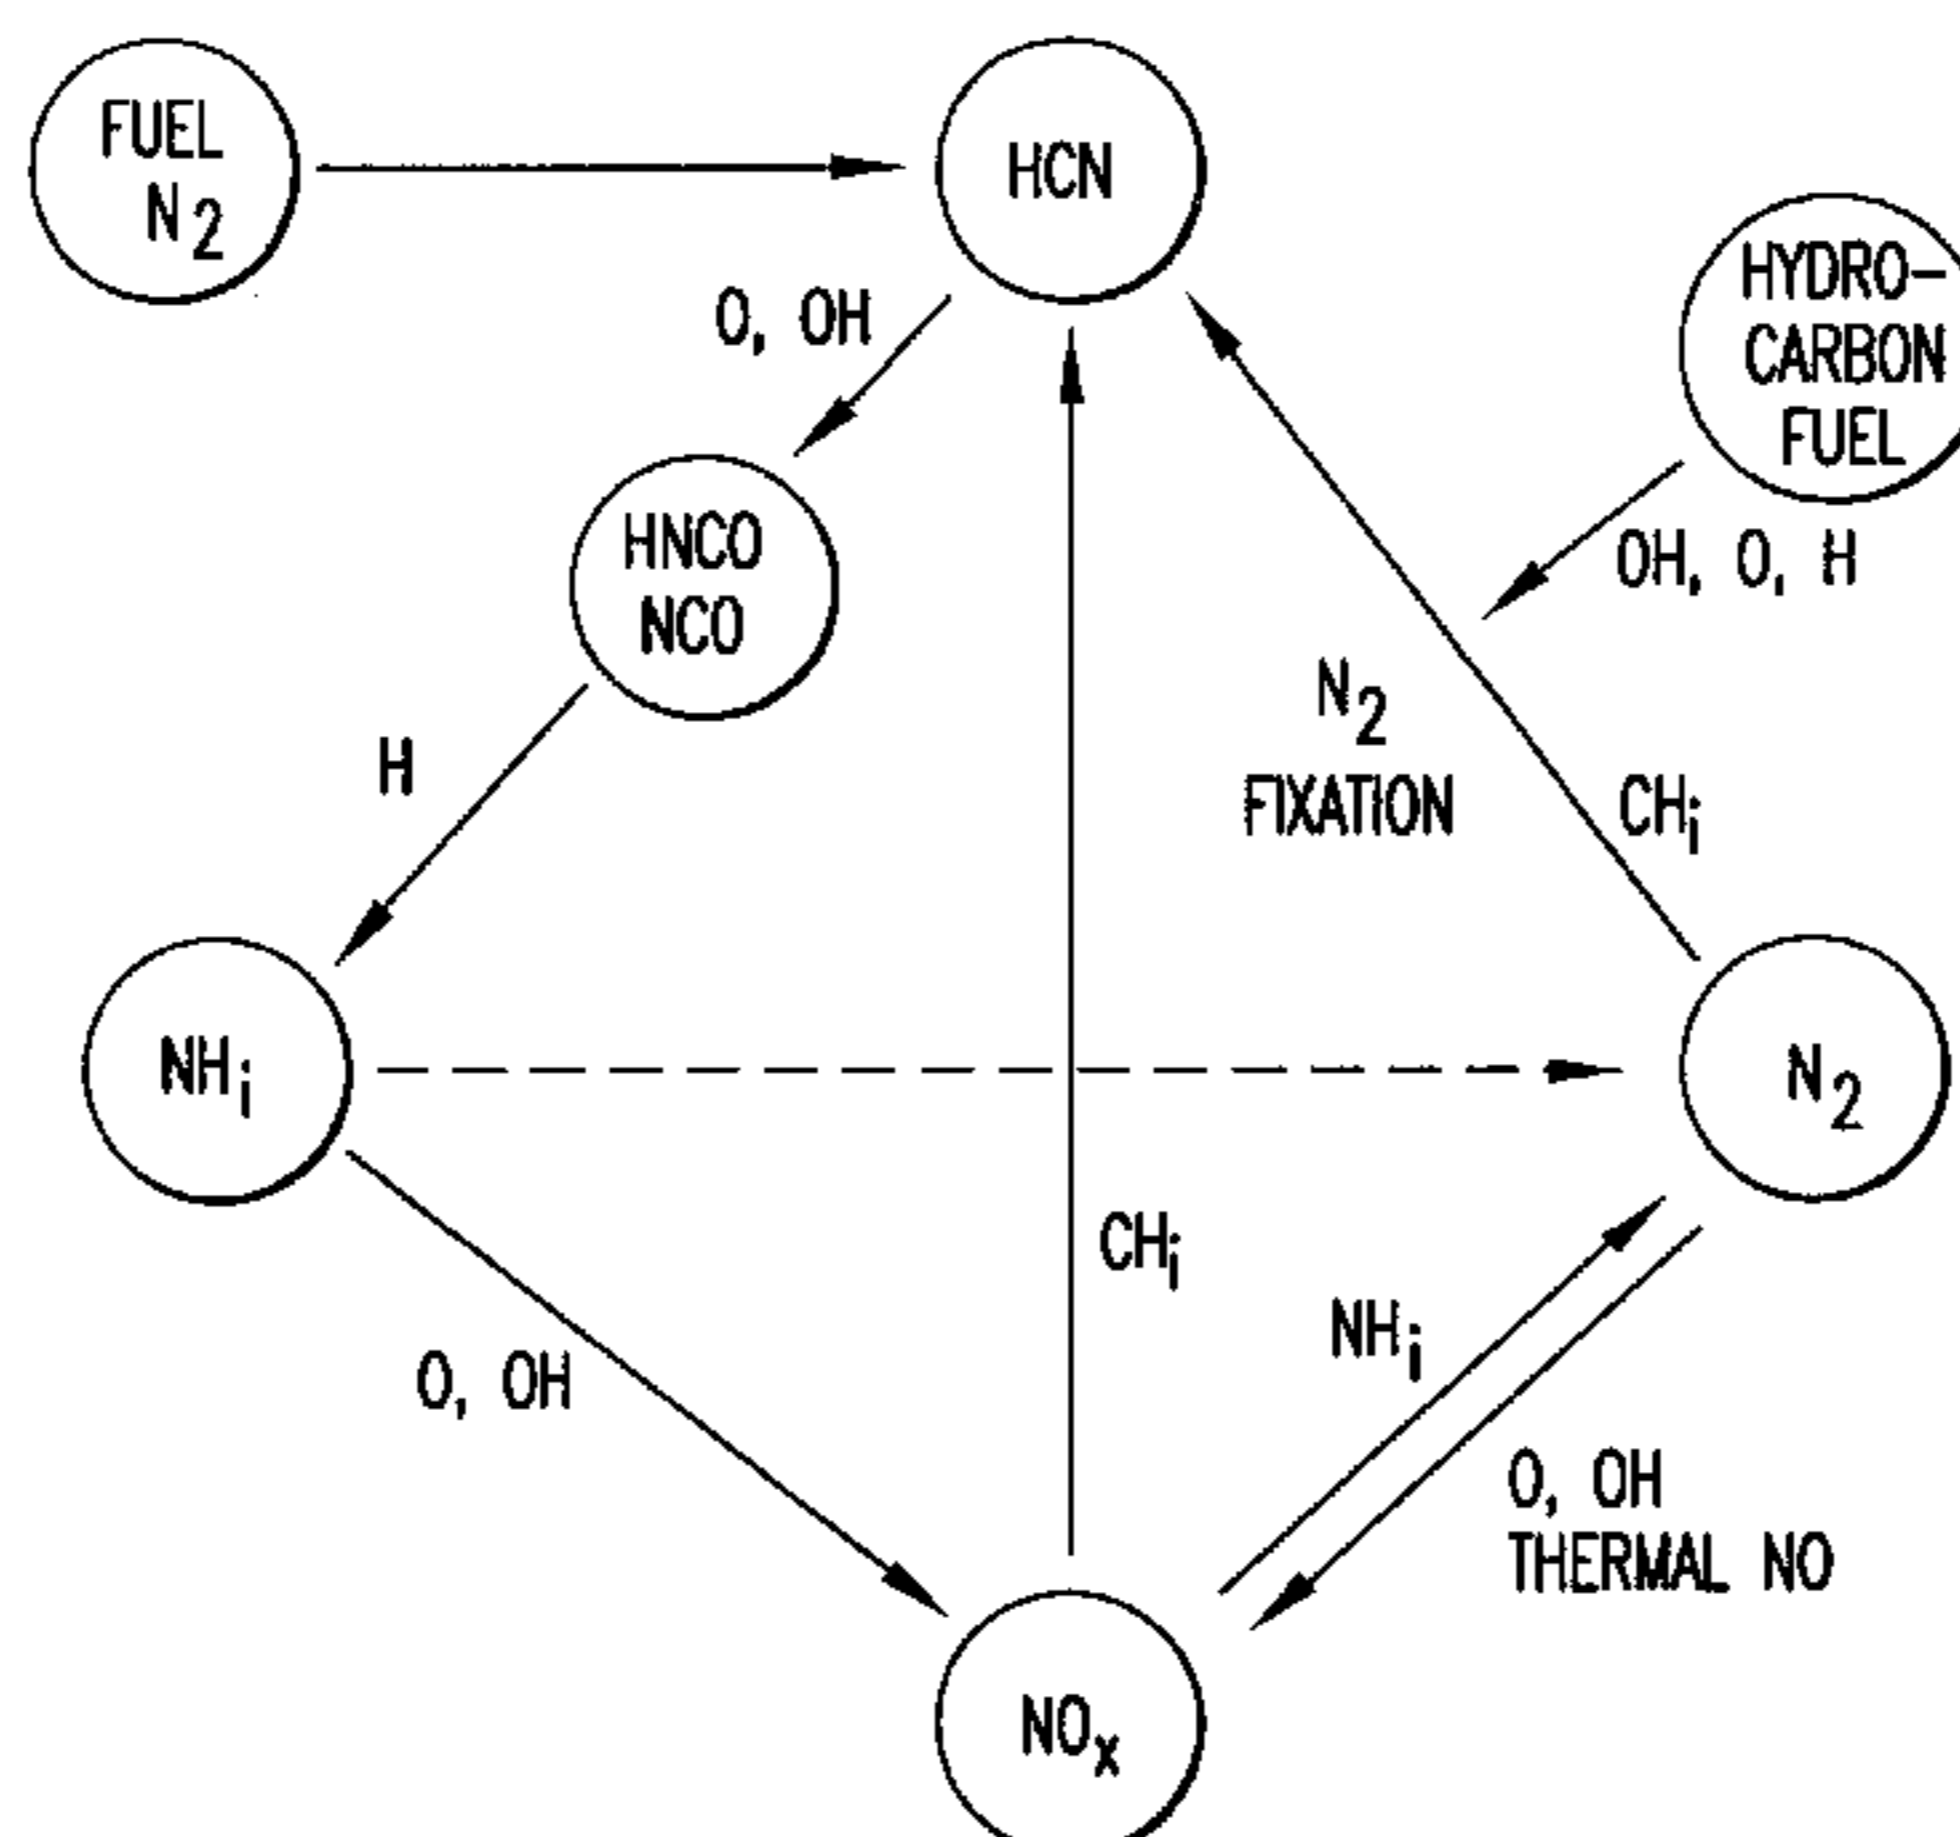 FUEL
N2
HCN
HYDRO-
CARBON
FUEL
O, OH
OH, O, H
HNCO
NCO
N2
FIXATION
H
CHi
NHi
N2
CHi
NHi
O, OH
O, OH
THERMAL NO
NOx